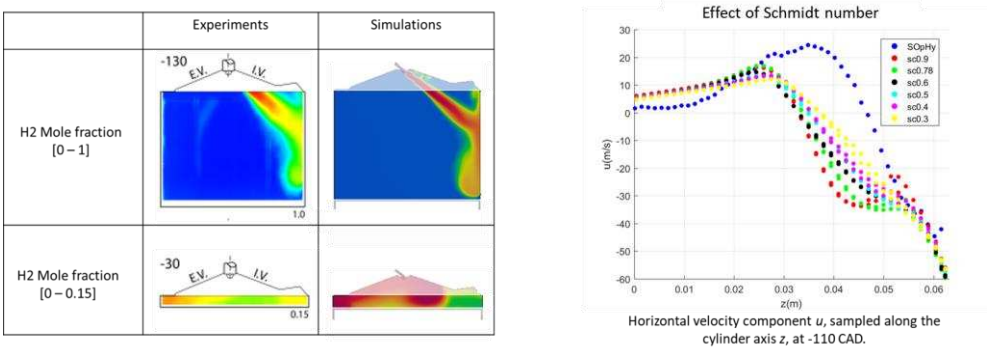 Experiments
Simulations
H2 Mole fraction
[0 – 1]
-130
E.V.
I.V.
1,0
H2 Mole fraction
[0 – 0.15]
-30
E.V.
I.V.
0.15
Effect of Schmidt number
30
20
10
0
-10
-20
-30
-40
-50
-60
u(m/s)
SOpHy
sc0.9
sc0.78
sc0.6
sc0.5
sc0.4
sc0.3
0
0.01
0.02
0.03
0.04
0.05
0.06
z(m)
Horizontal velocity component u, sampled along the
cylinder axis z, at -110 CAD.